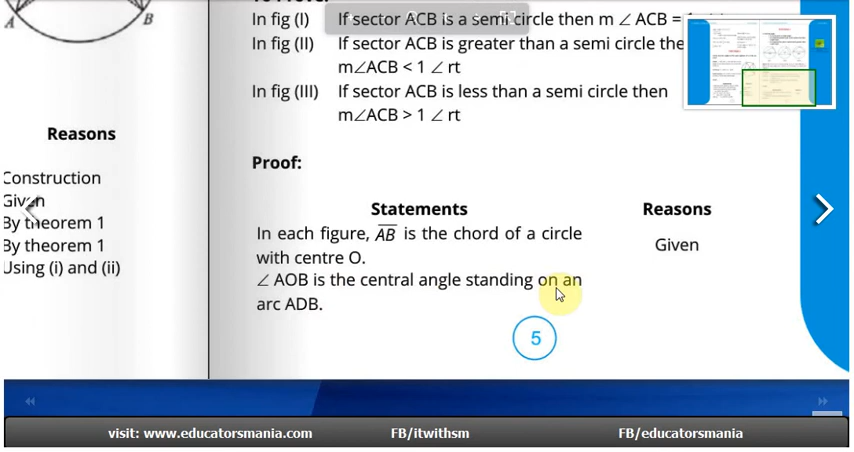 A
B
Reasons
Construction
Given
By theorem 1
By theorem 1
Using (i) and (ii)
In fig (I) If sector ACB is a semi circle then m ∠ ACB =
In fig (II) If sector ACB is greater than a semi circle the
m∠ACB < 1 ∠ rt
In fig (III) If sector ACB is less than a semi circle then
m∠ACB > 1 ∠ rt
Proof:
Statements
Reasons
In each figure, AB is the chord of a circle
with centre O.
Given
∠ AOB is the central angle standing on an
arc ADB.
5
visit: www.educatorsmania.com
FB/itwithsm
FB/educatorsmania